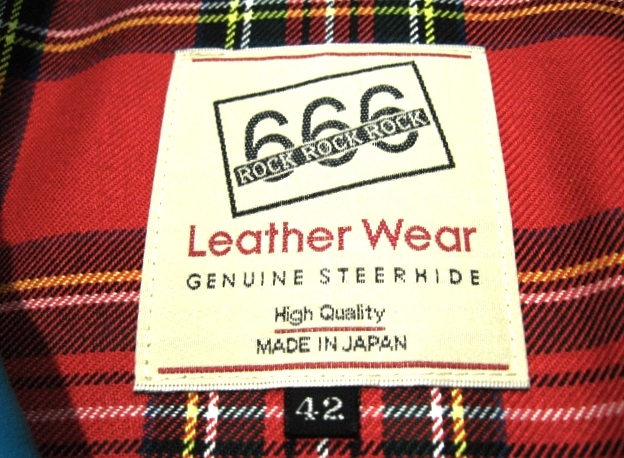 666
ROCK ROCK ROCK
Leather Wear
GENUINE STEERHIDE
High Quality
MADE IN JAPAN
42